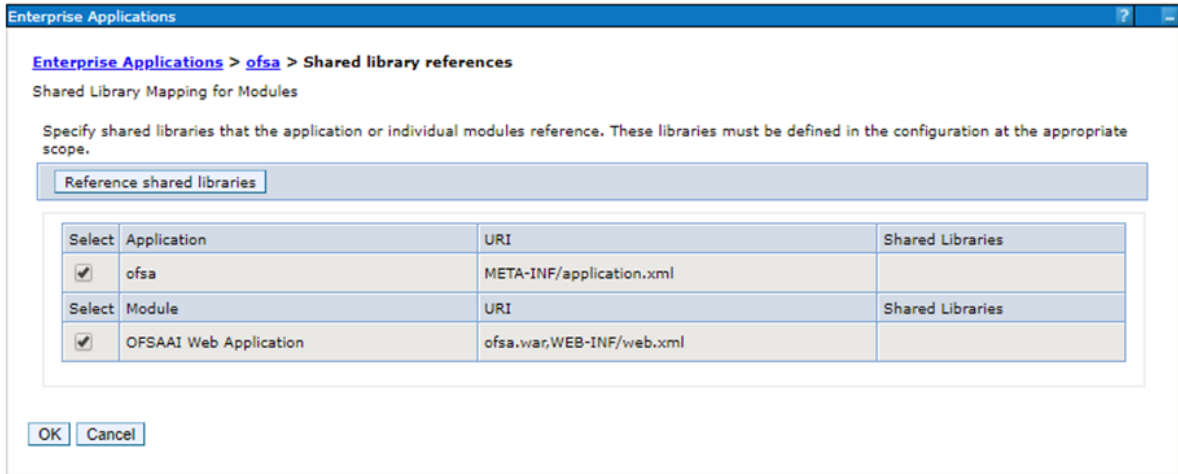 Enterprise Applications ?
Enterprise Applications > ofsa > Shared library references
Shared Library Mapping for Modules
Specify shared libraries that the application or individual modules reference. These libraries must be defined in the configuration at the appropriate
scope.
Reference shared libraries
Select Application URI Shared Libraries
ofsa META-INF/application.xml
Select Module URI Shared Libraries
OFSAAI Web Application ofsa.war,WEB-INF/web.xml
OK Cancel